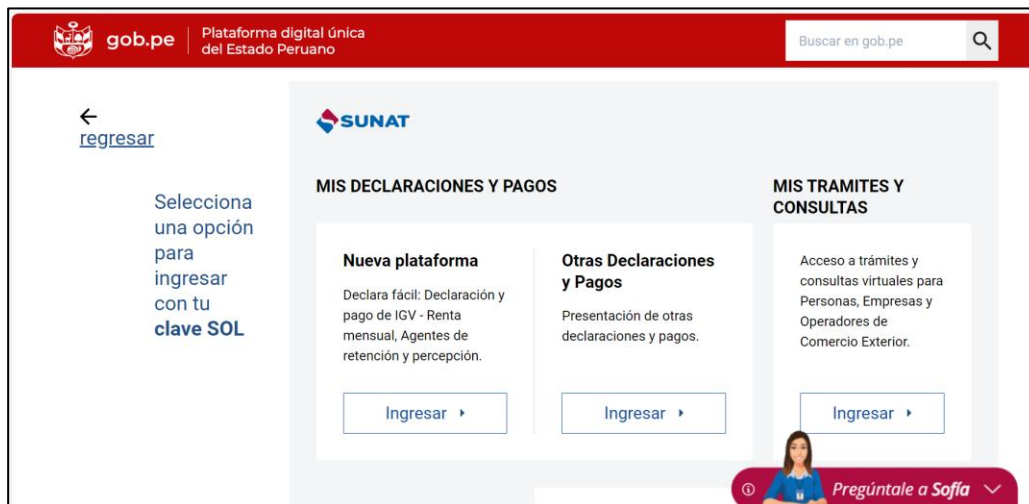 gob.pe
Plataforma digital única
del Estado Peruano
Buscar en gob.pe
regresar
Selecciona
una opción
para
ingresar
con tu
clave SOL
SUNAT
MIS DECLARACIONES Y PAGOS
Nueva plataforma
Declara fácil: Declaración y
pago de IGV - Renta
mensual, Agentes de
retención y percepción.
Ingresar
Otras Declaraciones
y Pagos
Presentación de otras
declaraciones y pagos.
Ingresar
MIS TRAMITES Y
CONSULTAS
Acceso a trámites y
consultas virtuales para
Personas, Empresas y
Operadores de
Comercio Exterior.
Ingresar
Pregúntale a Sofía